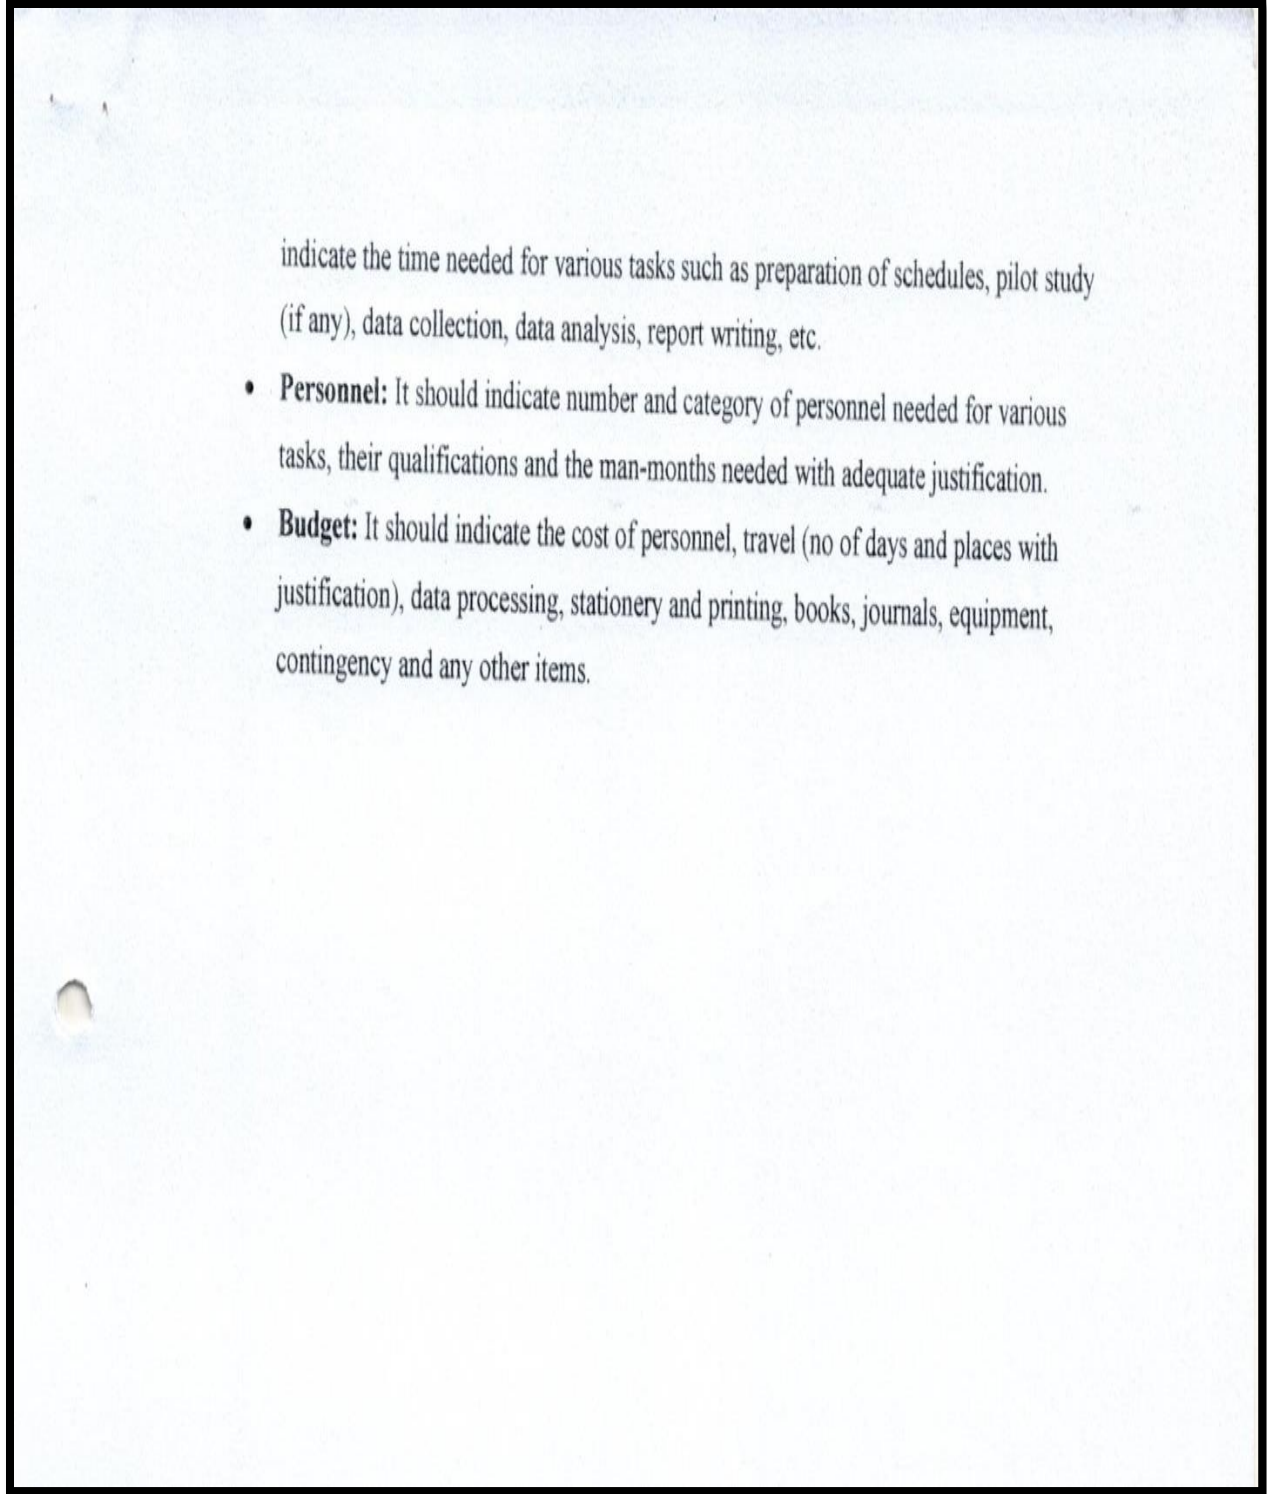 indicate the time needed for various tasks such as preparation of schedules, pilot study
(if any), data collection, data analysis, report writing, etc.
• Personnel: It should indicate number and category of personnel needed for various
tasks, their qualifications and the man-months needed with adequate justification.
• Budget: It should indicate the cost of personnel, travel (no of days and places with
justification), data processing, stationery and printing, books, journals, equipment,
contingency and any other items.